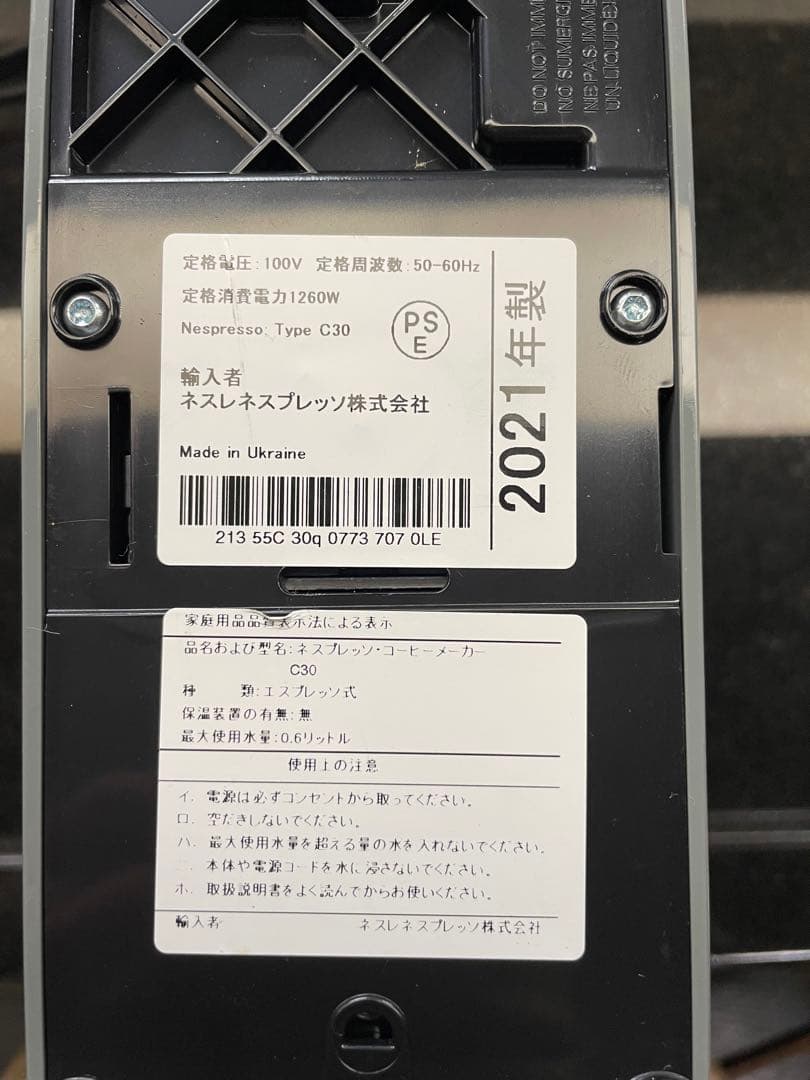 DO NOT IMM
NO SUMERG
NE PAS IMME
UN LIQUIDE
定格電圧:100V 定格周波数:50-60Hz
定格消費電力1260W
Nespresso: Type C30
PS
E
輸入者
ネスレネスプレッソ株式会社
Made in Ukraine
213 55C 30q 0773 707 0LE
2021年製
家庭用品品質表示法による表示
品名および型名:ネスプレッソ・コーヒーメーカー
C30
種 類:エスプレッソ式
保温装置の有無:無
最大使用水量:0.6リットル
使用上の注意
イ. 電源は必ずコンセントから取ってください。
ロ. 空だきしないでください。
ハ. 最大使用水量を超える量の水を入れないでください.
ニ. 本体や電源コードを水に浸さないでください。
ホ. 取扱説明書をよく読んでからお使いください。
輸入者 ネスレネスプレッソ株式会社